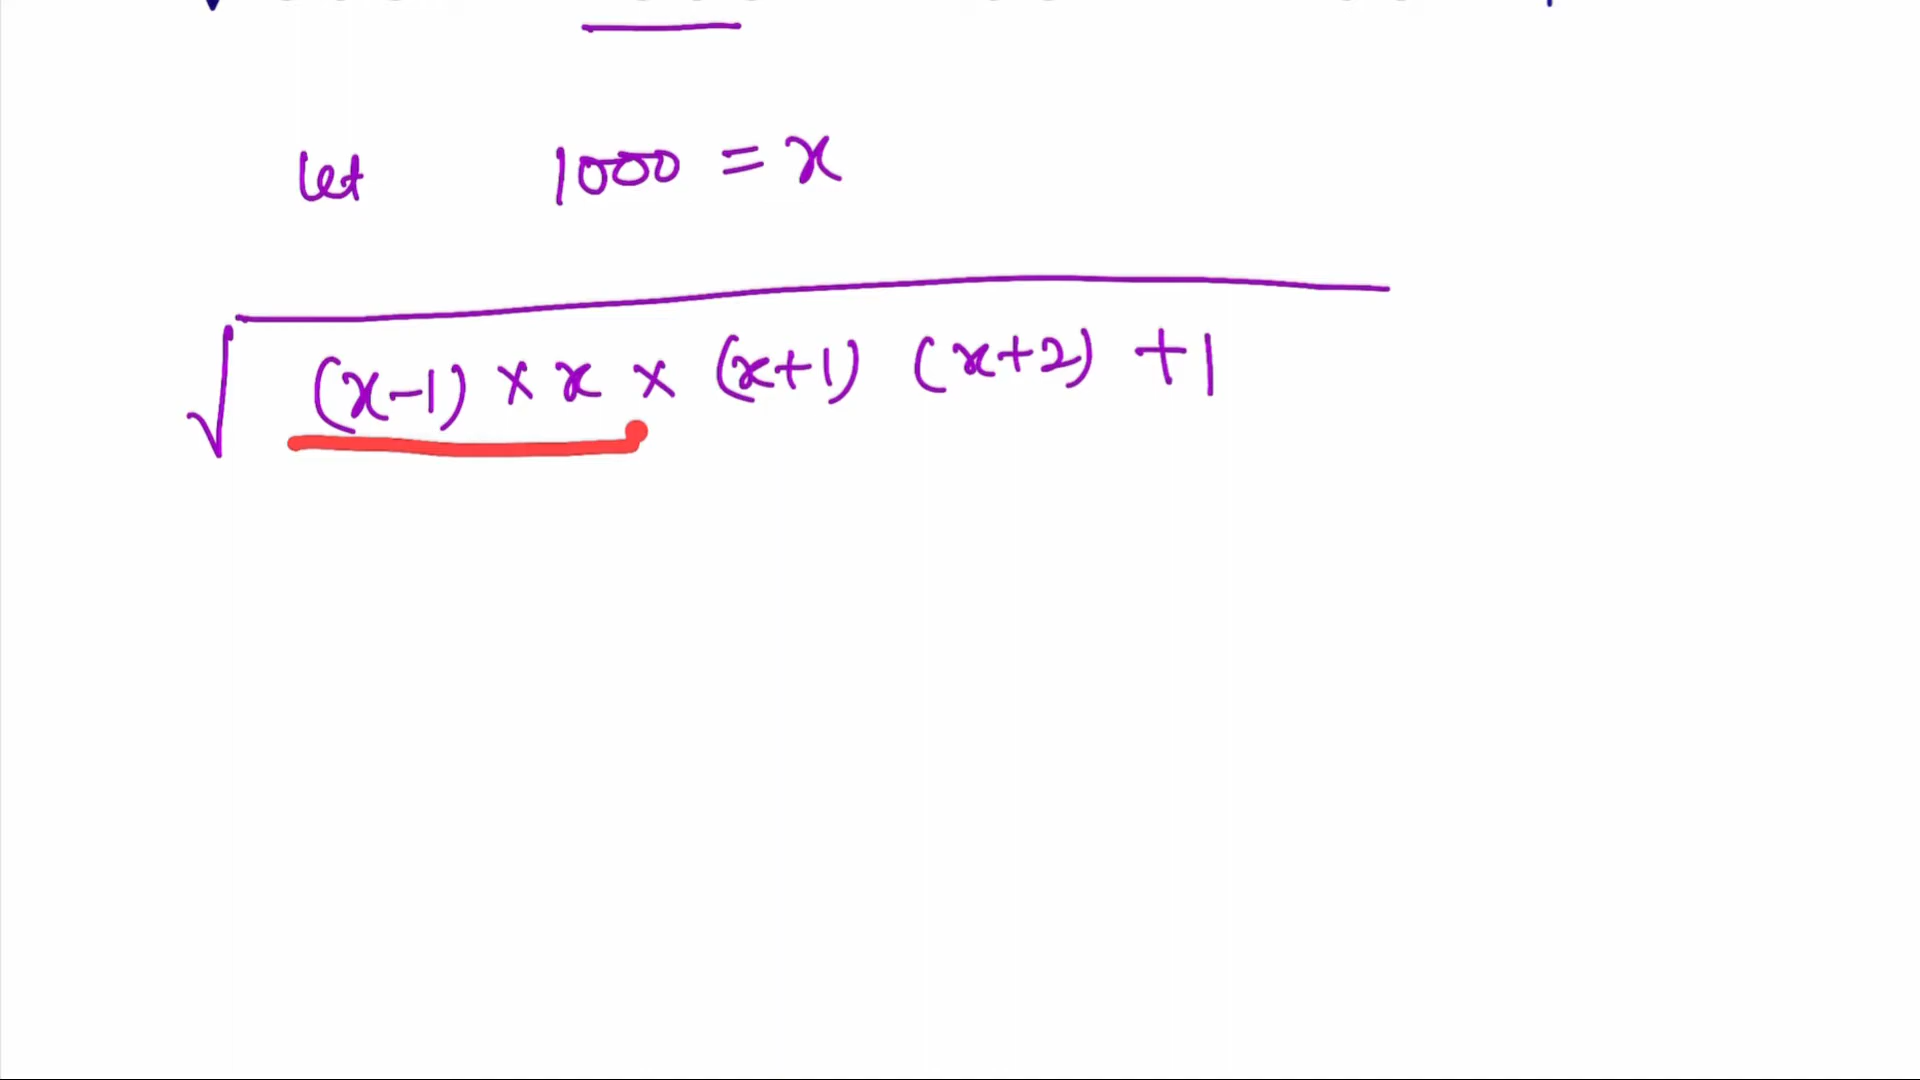 let 1000 = x
√(x-1) × x × (x+1) (x+2) +1